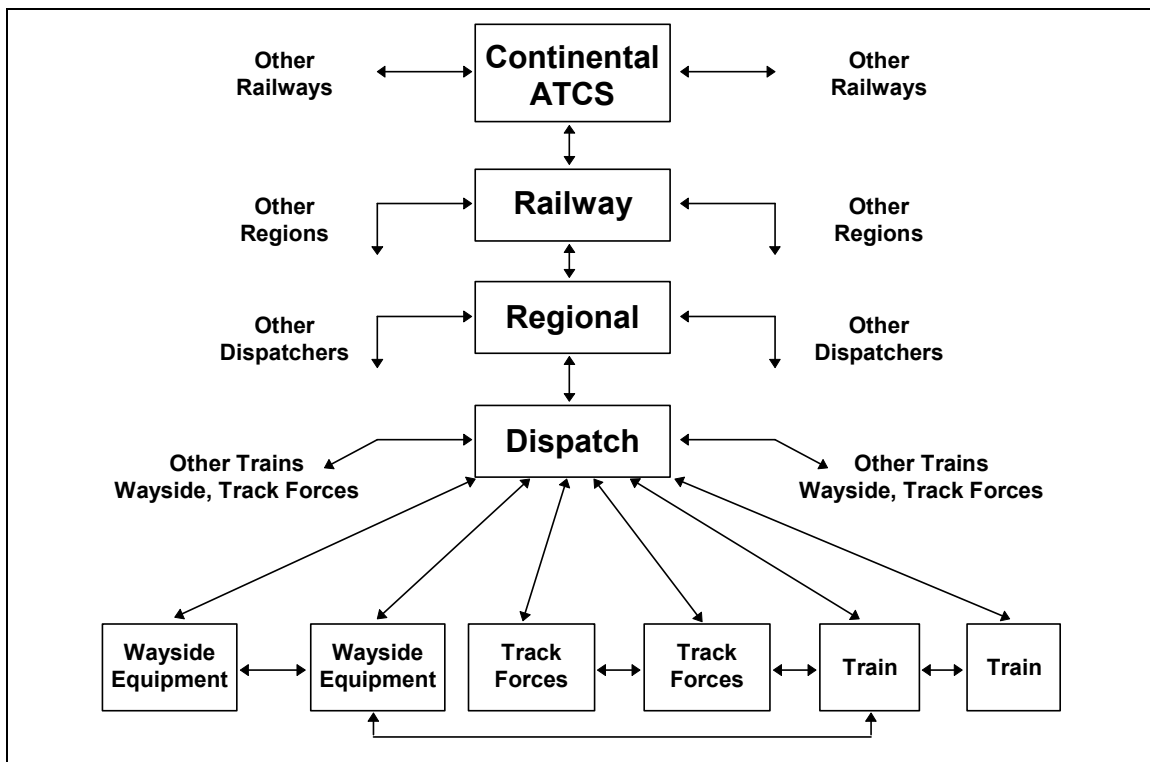 Other
Railways
Continental
ATCS
Other
Railways
Other
Regions
Railway
Other
Regions
Other
Dispatchers
Regional
Other
Dispatchers
Other Trains
Wayside, Track Forces
Dispatch
Other Trains
Wayside, Track Forces
Wayside
Equipment
Wayside
Equipment
Track
Forces
Track
Forces
Train
Train